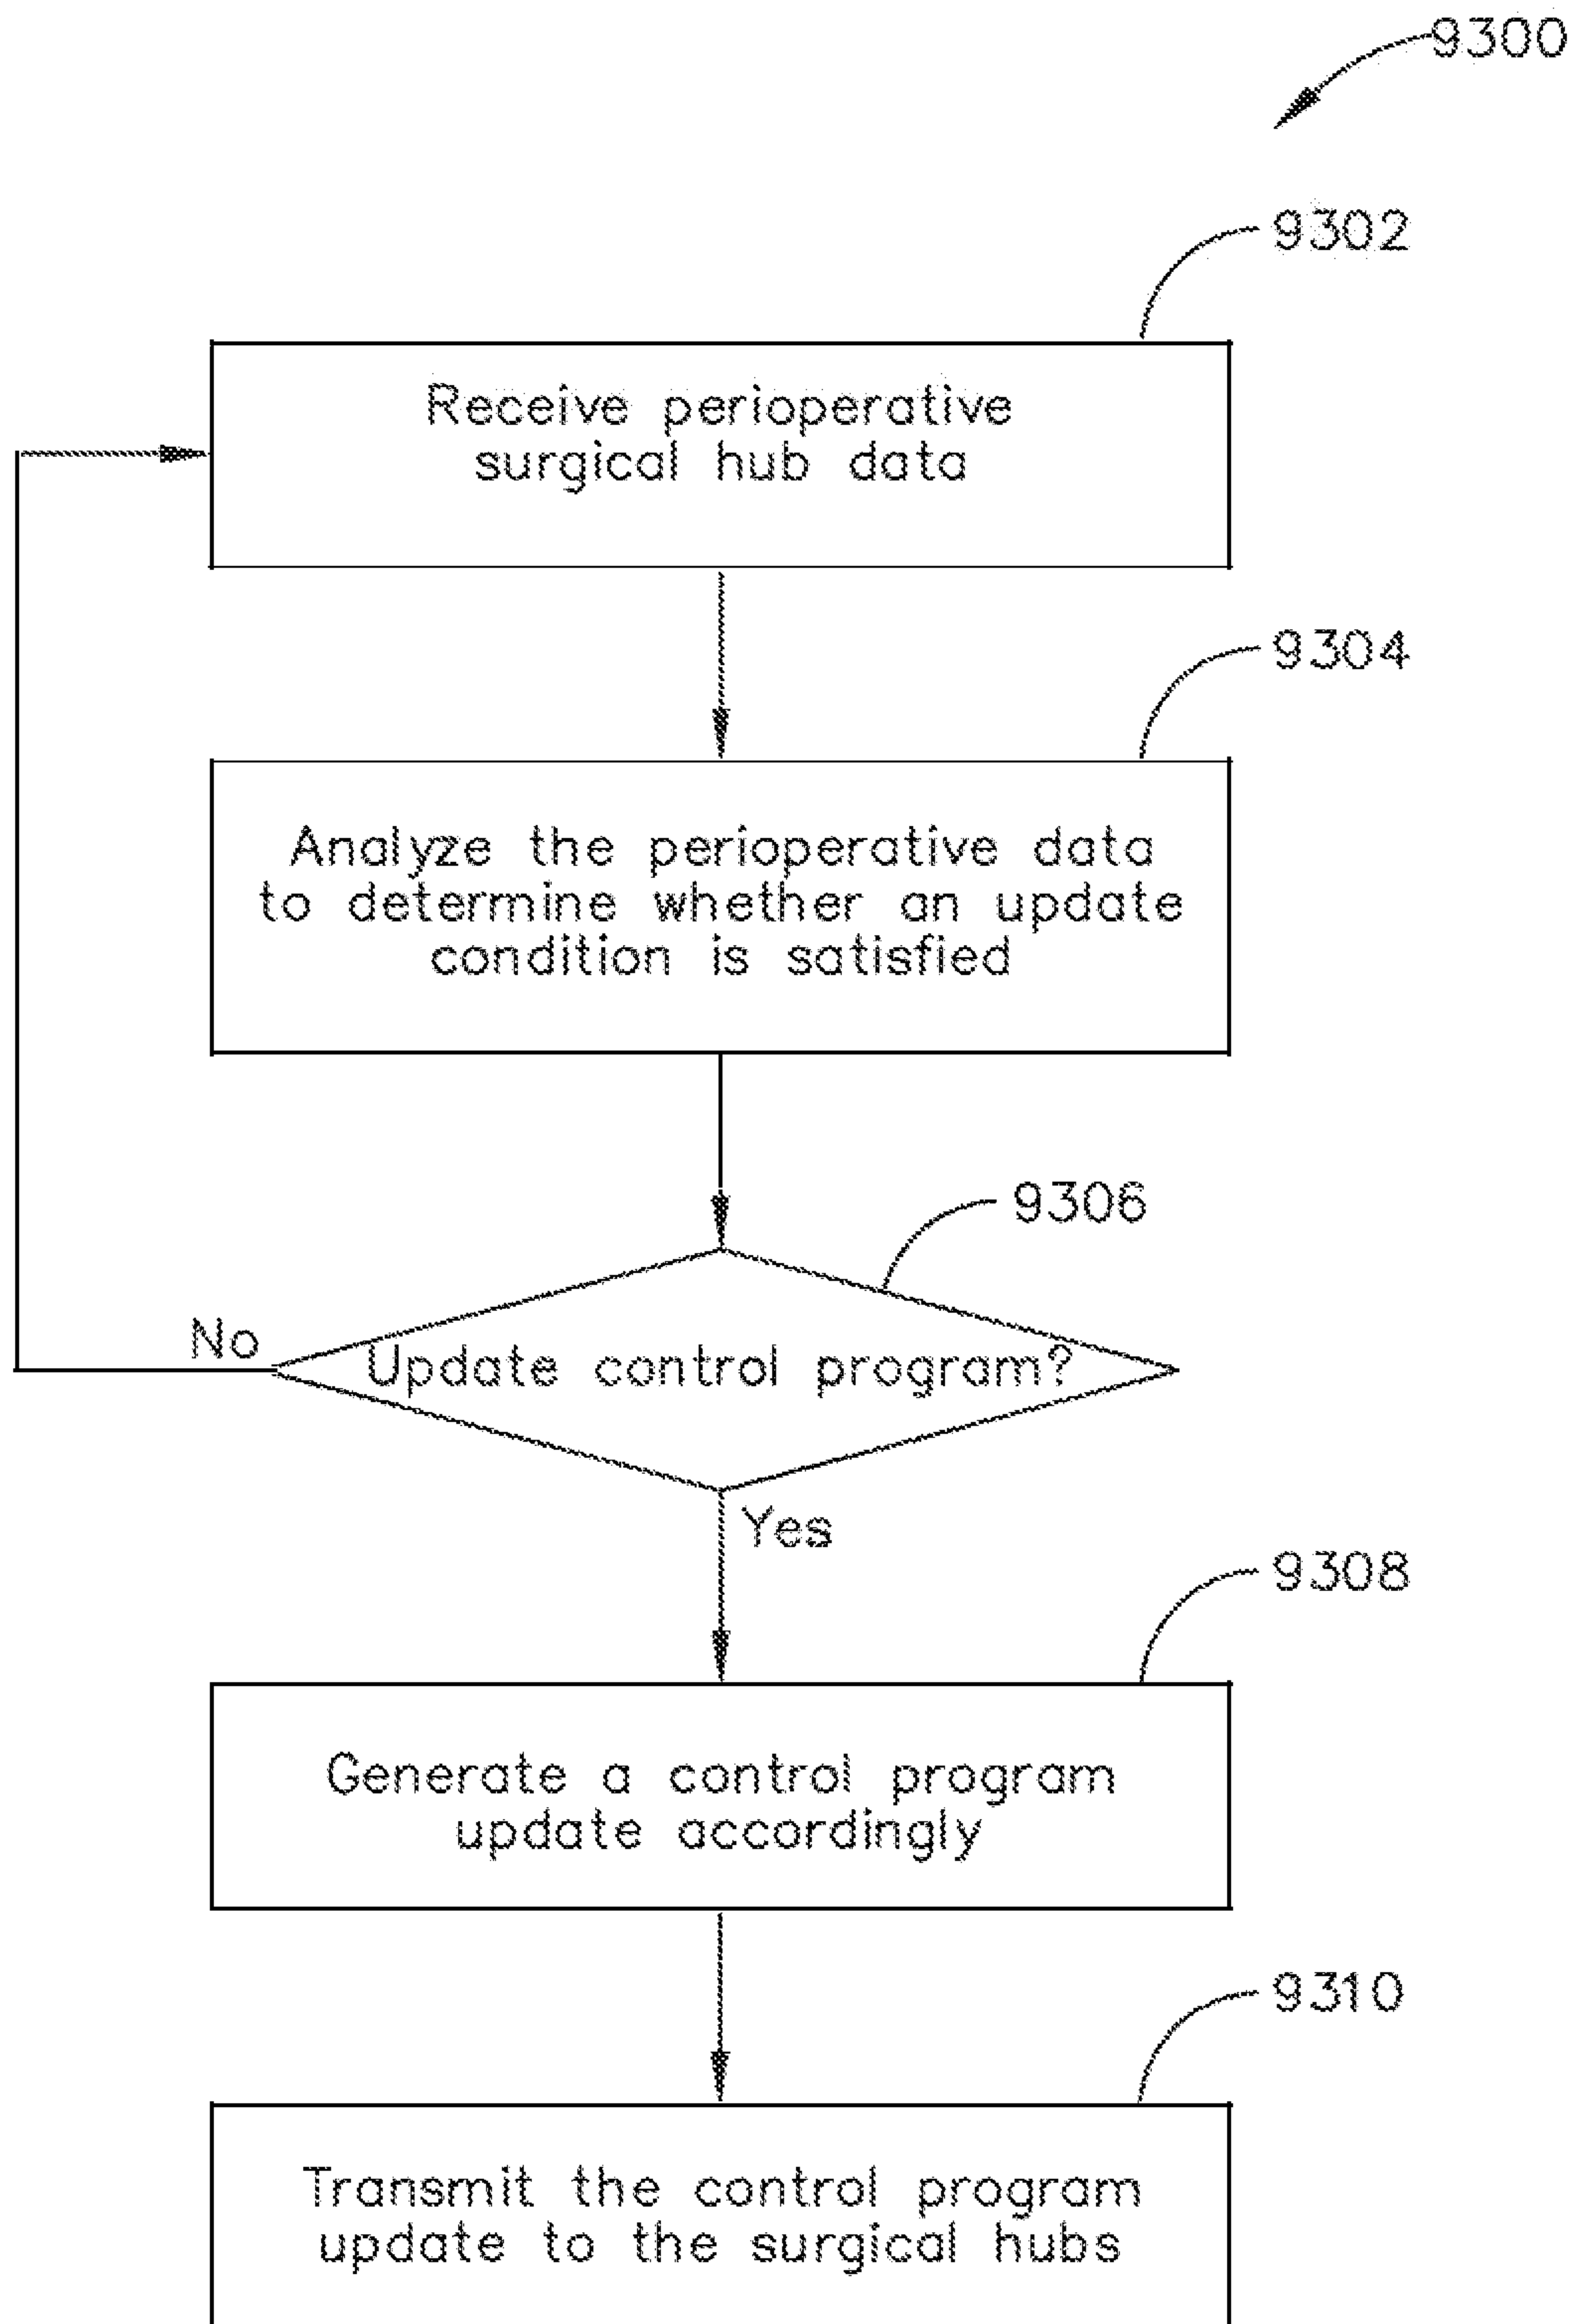 9300
9302
Receive perioperative
surgical hub data
9304
Analyze the perioperative data
to determine whether an update
condition is satisfied
9306
No
Update control program?
Yes
9308
Generate a control program
update accordingly
9310
Transmit the control program
update to the surgical hubs